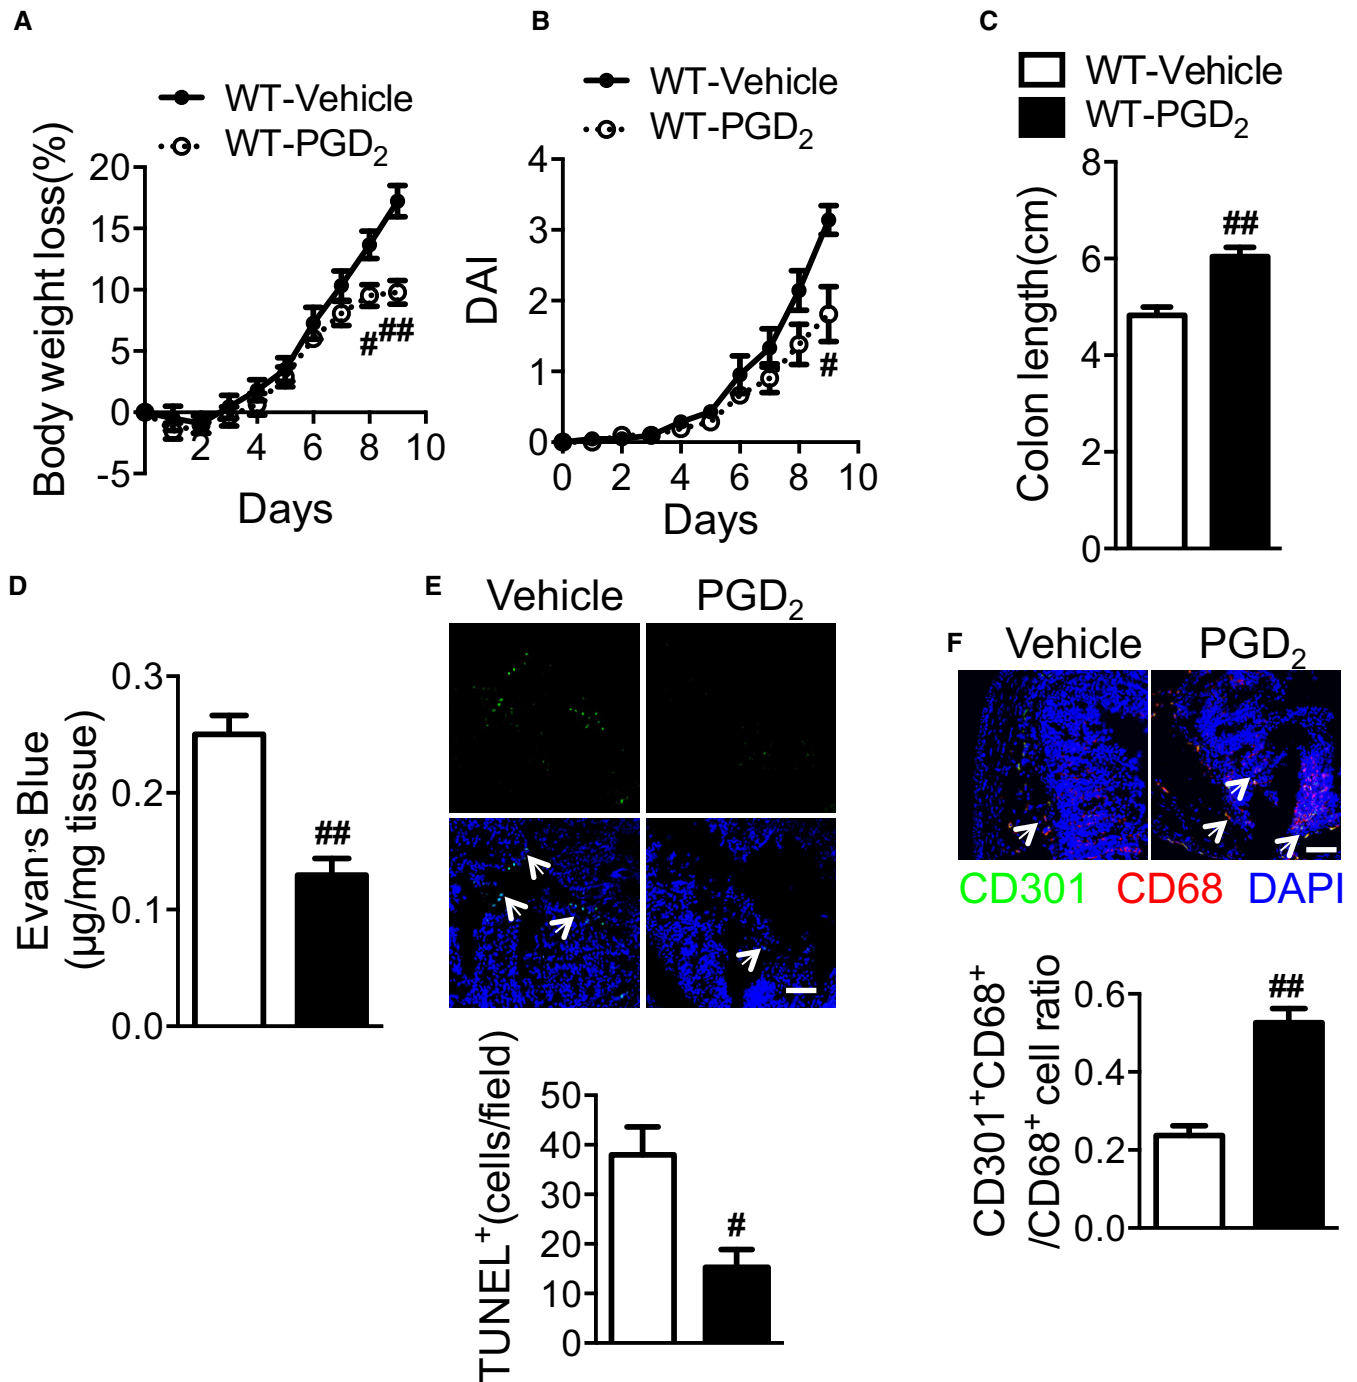 A
WT-Vehicle
WT-PGD2
Body weight loss(%)
20
15
10
5
0
-5
2
4
6
8
10
Days
# ##
B
WT-Vehicle
WT-PGD2
DAI
4
3
2
1
0
0 2 4 6 8 10
Days
#
C
WT-Vehicle
WT-PGD2
Colon length(cm)
8
6
4
2
0
##
D
Evan's Blue
(µg/mg tissue)
0.3
0.2
0.1
0.0
##
E
Vehicle PGD2
TUNEL+(cells/field)
50
40
30
20
10
0
#
F
Vehicle PGD2
CD301 CD68 DAPI
CD301+CD68+
/CD68+ cell ratio
0.6
0.4
0.2
0.0
##